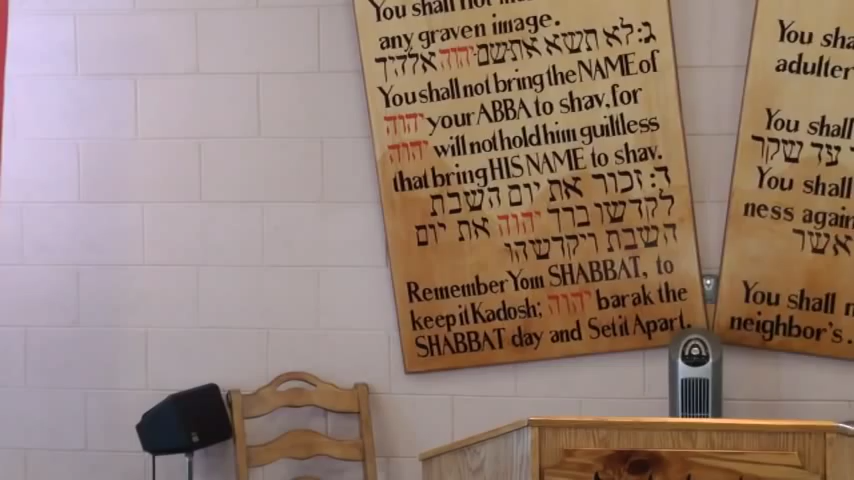 You shall not
any graven image.
ג: לא תשא את־שם־יהוה אלהיך
You shall not bring the NAME of
יהוה your ABBA to shav, for
יהוה will not hold him guiltless
that bring HIS NAME to shav.
ד: זכור את יום השבת
לקדשו ברך יהוה את יום
השבת ויקדשהו
Remember Yom SHABBAT, to
keep it Kadosh; יהוה barak the
SHABBAT day and Set it Apart.
You sha
adulter
You shall
עד שקר
You shall
ness again
אשר
You shall n
neighbor's..